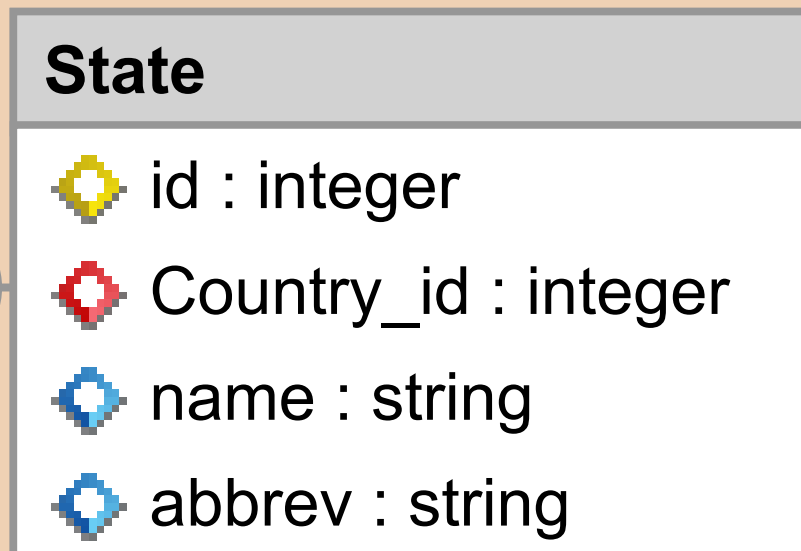 State
id : integer
Country_id : integer
name : string
abbrev : string